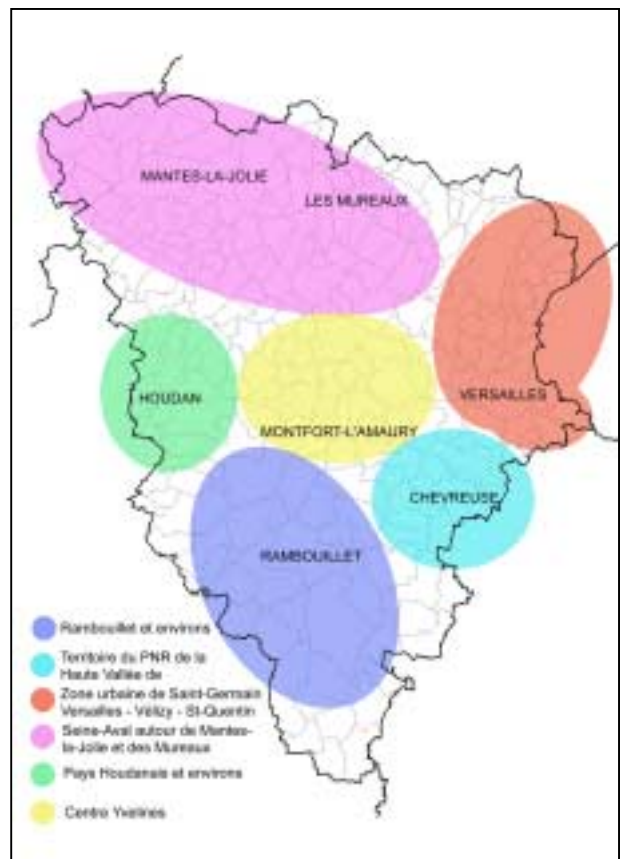 MANTES-LA-JOLIE
LES MUREAUX
HOUDAN
VERSAILLES
MONTFORT-L'AMAURY
CHEVREUSE
RAMBOUILLET
Rambouillet et environs
Territoire du PNR de la
Haute Vallée de
Zone urbaine de Saint-Germain
Versailles - Vélizy - St-Quentin
Seine-Aval autour de Mantes-
la-Jolie et des Mureaux
Pays Houdanais et environs
Centre Yvelines